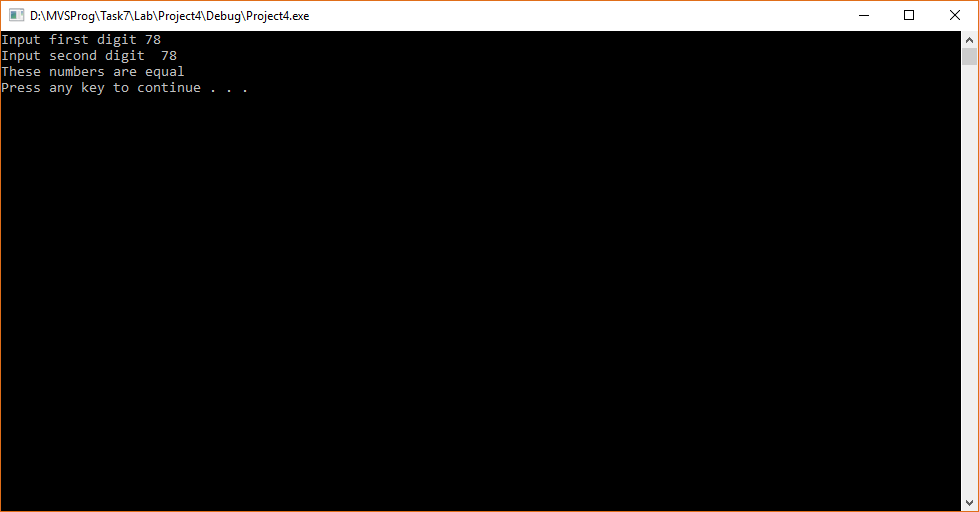 D:\MVSProg\Task7\Lab\Project4\Debug\Project4.exe
Input first digit 78
Input second digit  78
These numbers are equal
Press any key to continue . . .